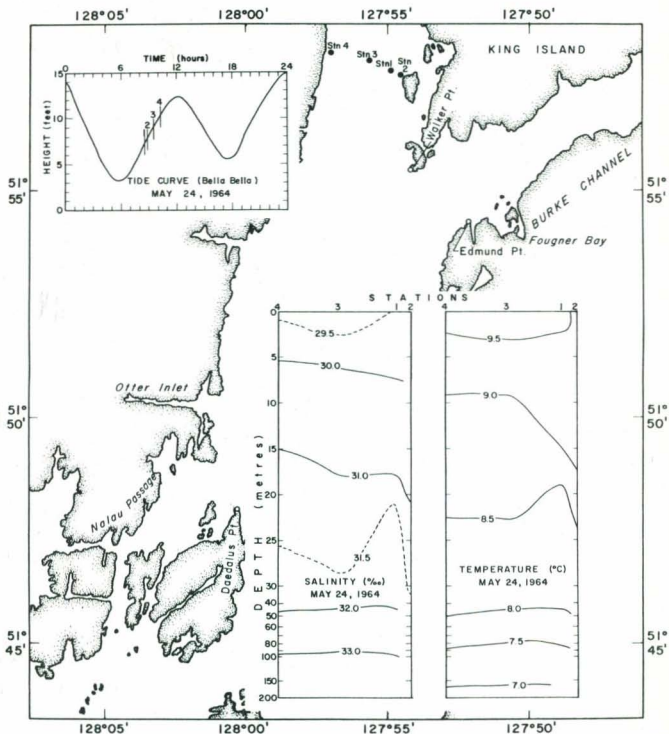 128°05' 128°00' 127°55' 127°50'
TIME (hours)
0 6 12 18 24
HEIGHT (feet)
15
10
5
0
1
2
3
4
TIDE CURVE (Bella Bella)
MAY 24, 1964
Stn 4
Stn 3
Stn1
Stn 2
KING ISLAND
Walker Pt.
51° 55'
51° 55'
BURKE CHANNEL
Fougner Bay
Edmund Pt.
STATIONS
4 3 1 2
4 3 1 2
DEPTH (metres)
0
5
10
15
20
25
30
40
50
60
80
100
150
200
29.5
30.0
31.0
31.5
SALINITY (‰)
MAY 24, 1964
32.0
33.0
9.5
9.0
8.5
TEMPERATURE (°C)
MAY 24, 1964
8.0
7.5
7.0
Otter Inlet
51° 50'
51° 50'
Nalau Passage
Daedalus Pt.
51° 45'
51° 45'
128°05' 128°00' 127°55' 127°50'